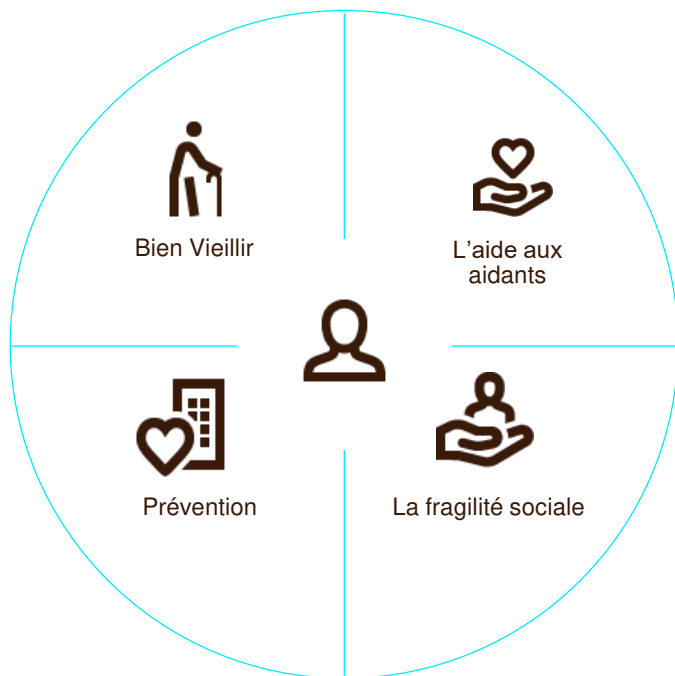 Bien Vieillir
L’aide aux
aidants
Prévention
La fragilité sociale